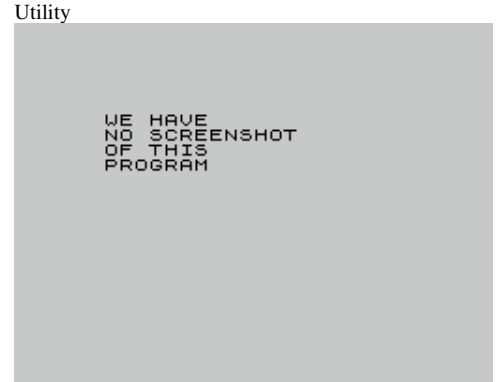 Utility
WE HAVE
NO SCREENSHOT
OF THIS
PROGRAM